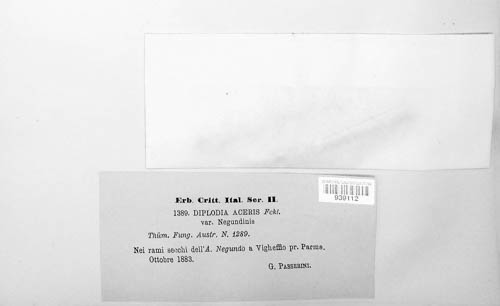 Erb. Critt. Ital. Ser. II.
939112
1389. DIPLODIA ACERIS Fckl.
var. Negundinis
Thüm. Fung. Austr. N. 1289.
Nei rami secchi dell'A. Negundo a Vigheffio pr. Parma.
Ottobre 1883.
G. PASSERINI.